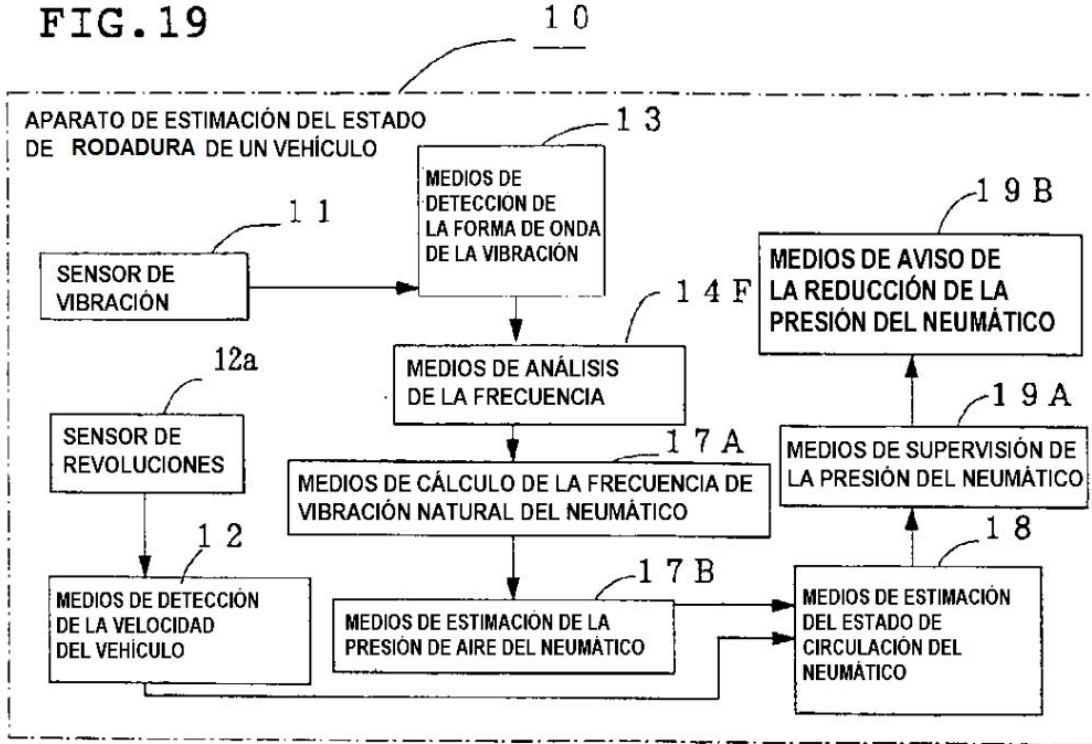 FIG.19
10
APARATO DE ESTIMACIÓN DEL ESTADO
DE RODADURA DE UN VEHÍCULO
13
MEDIOS DE
DETECCIÓN DE
LA FORMA DE ONDA
DE LA VIBRACIÓN
11
SENSOR DE
VIBRACIÓN
19B
MEDIOS DE AVISO DE
LA REDUCCIÓN DE LA
PRESIÓN DEL NEUMÁTICO
14F
MEDIOS DE ANÁLISIS
DE LA FRECUENCIA
12a
SENSOR DE
REVOLUCIONES
19A
MEDIOS DE SUPERVISIÓN DE
LA PRESIÓN DEL NEUMÁTICO
17A
MEDIOS DE CÁLCULO DE LA FRECUENCIA DE
VIBRACIÓN NATURAL DEL NEUMÁTICO
12
MEDIOS DE DETECCIÓN
DE LA VELOCIDAD
DEL VEHÍCULO
17B
MEDIOS DE ESTIMACIÓN DE LA
PRESIÓN DE AIRE DEL NEUMÁTICO
18
MEDIOS DE ESTIMACIÓN
DEL ESTADO DE
CIRCULACIÓN DEL
NEUMÁTICO